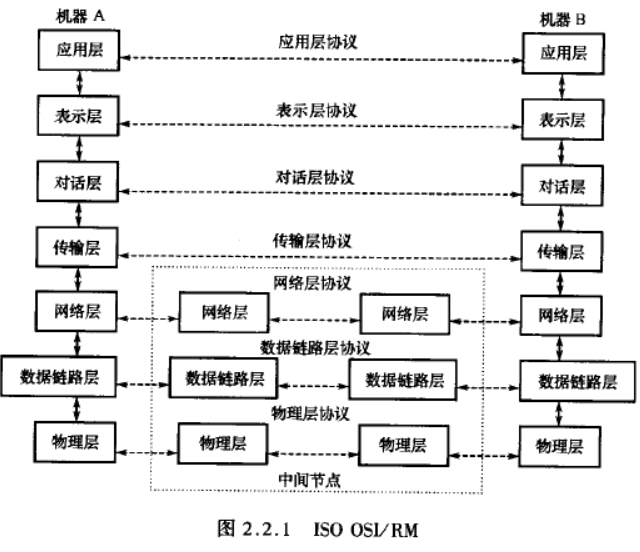 机器 A 机器 B
应用层 应用层协议 应用层
表示层 表示层协议 表示层
对话层 对话层协议 对话层
传输层 传输层协议 传输层
网络层协议
网络层 网络层 网络层 网络层
数据链路层协议
数据链路层 数据链路层 数据链路层 数据链路层
物理层协议
物理层 物理层 物理层 物理层
中间节点
图 2.2.1 ISO OSI/RM